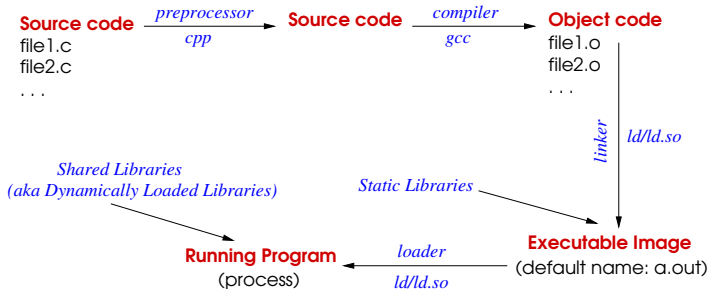 Source code
file1.c
file2.c
. . .
preprocessor
cpp
Source code
compiler
gcc
Object code
file1.o
file2.o
. . .
linker
ld/ld.so
Shared Libraries
(aka Dynamically Loaded Libraries)
Static Libraries
Executable Image
(default name: a.out)
loader
ld/ld.so
Running Program
(process)